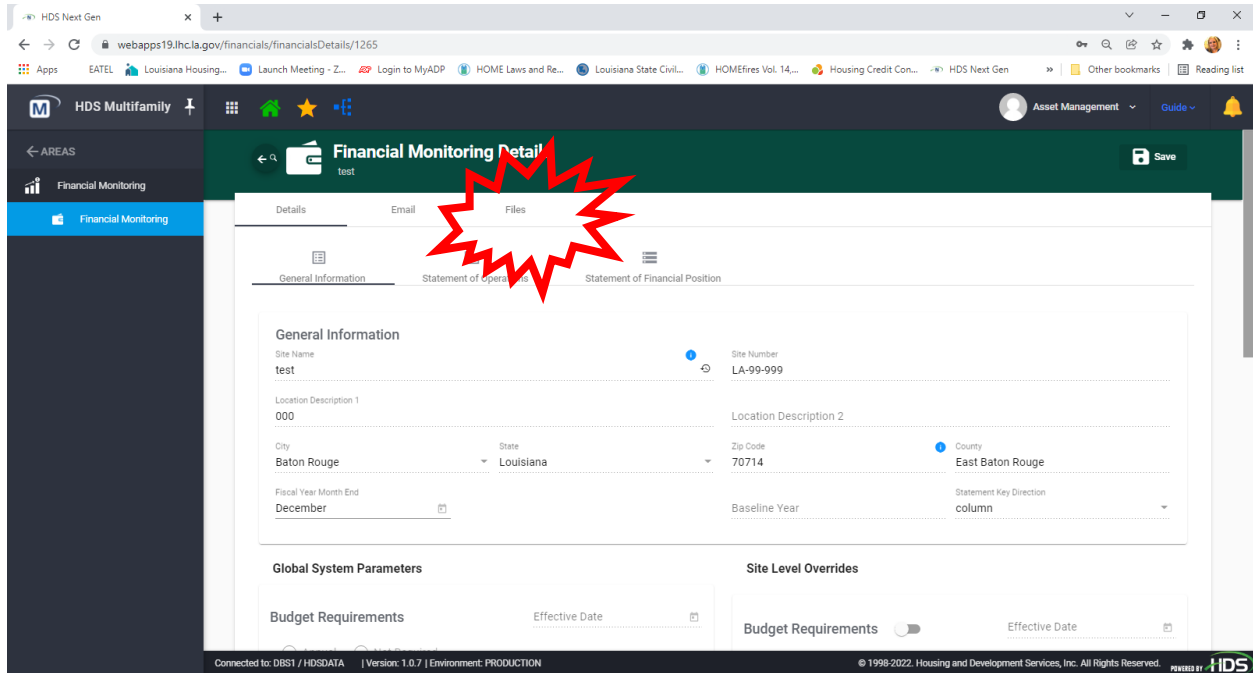 HDS Next Gen
webapps19.lhc.la.gov/financials/financialsDetails/1265
Apps EATEL Louisiana Housing... Launch Meeting - Z... Login to MyADP HOME Laws and Re... Louisiana State Civil... HOMEfires Vol. 14,... Housing Credit Con... HDS Next Gen » Other bookmarks Reading list
M HDS Multifamily Asset Management Guide
AREAS
Financial Monitoring Detail
test
Save
Financial Monitoring
Financial Monitoring
Details Email Files
General Information Statement of Operations Statement of Financial Position
General Information
Site Name Site Number
test LA-99-999
Location Description 1
000 Location Description 2
City State Zip Code County
Baton Rouge Louisiana 70714 East Baton Rouge
Fiscal Year Month End Statement Key Direction
December Baseline Year column
Global System Parameters Site Level Overrides
Budget Requirements Effective Date Budget Requirements Effective Date
Annual Not Required
Connected to: DBS1 / HDSDATA | Version: 1.0.7 | Environment: PRODUCTION © 1998-2022. Housing and Development Services, Inc. All Rights Reserved. POWERED BY HDS